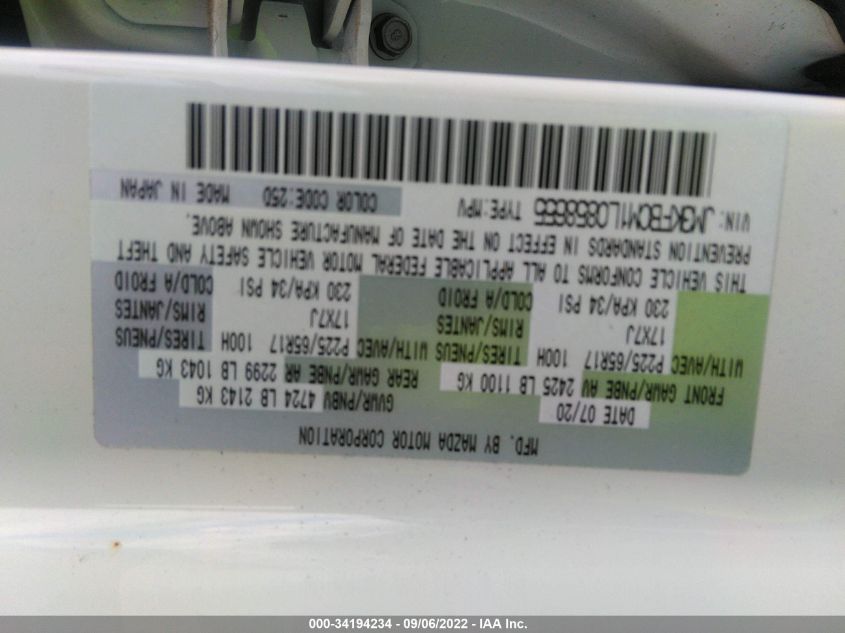 MFD. BY MAZDA MOTOR CORPORATION
DATE 07/20 GVWR/PNBV 4724 LB 2143 KG
FRONT GAWR/PNBE AV 2425 LB 1100 KG REAR GAWR/PNBE AR 2299 LB 1043 KG
WITH/AVEC P225/65R17 100H TIRES/PNEUS WITH/AVEC P225/65R17 100H TIRES/PNEUS
17X7J RIMS/JANTES 17X7J RIMS/JANTES
230 KPA/34 PSI COLD/A FROID 230 KPA/34 PSI COLD/A FROID
THIS VEHICLE CONFORMS TO ALL APPLICABLE FEDERAL MOTOR VEHICLE SAFETY AND THEFT
PREVENTION STANDARDS IN EFFECT ON THE DATE OF MANUFACTURE SHOWN ABOVE.
VIN: TYPE:MPV COLOR CODE:25D MADE IN JAPAN
000-34194234 - 09/06/2022 - IAA Inc.